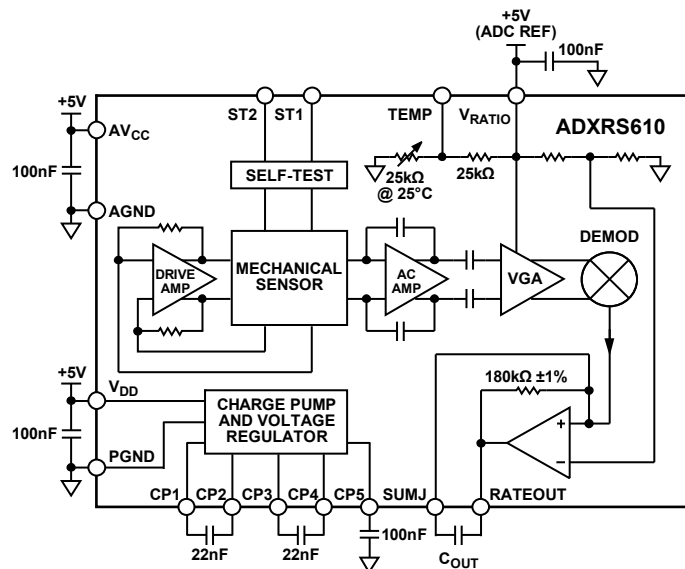 +5V
(ADC REF)
100nF
+5V
ST2
ST1
TEMP
VRATIO
ADXRS610
AVCC
100nF
25kΩ
@ 25°C
25kΩ
SELF-TEST
AGND
DEMOD
DRIVE
AMP
MECHANICAL
SENSOR
AC
AMP
VGA
+5V
VDD
180kΩ ±1%
CHARGE PUMP
AND VOLTAGE
REGULATOR
+
100nF
–
PGND
CP1
CP2
CP3
CP4
CP5
SUMJ
RATEOUT
22nF
22nF
100nF
COUT